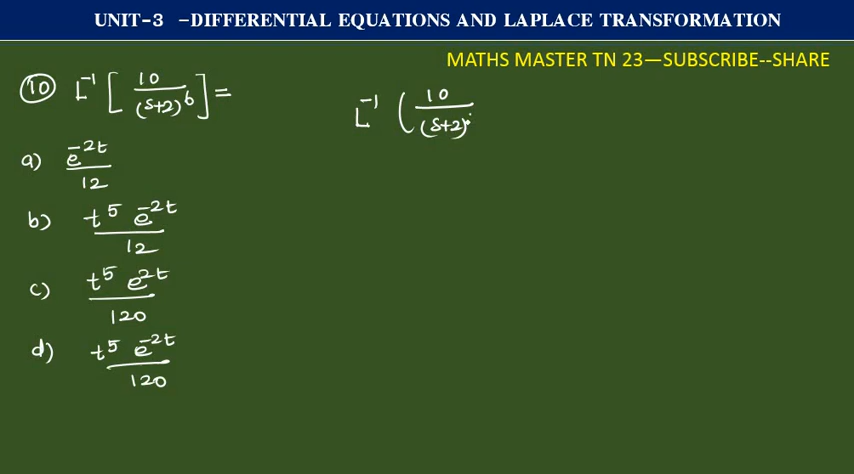 UNIT-3 –DIFFERENTIAL EQUATIONS AND LAPLACE TRANSFORMATION
MATHS MASTER TN 23—SUBSCRIBE--SHARE
(10) L⁻¹ [ 10/(s+2)⁶ ] =
L⁻¹ ( 10/(s+2)
a) e^-2t/12
b) t⁵ e^-2t/12
c) t⁵ e^2t/120
d) t⁵ e^-2t/120